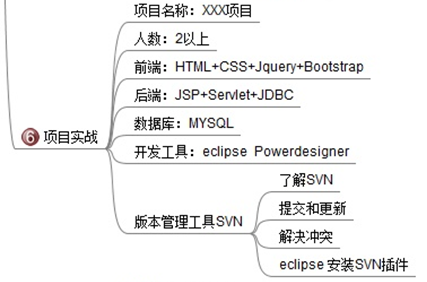 项目名称：XXX项目
人数：2以上
前端：HTML+CSS+Jquery+Bootstrap
后端：JSP+Servlet+JDBC
数据库：MYSQL
6 项目实战
开发工具：eclipse Powerdesigner
了解SVN
提交和更新
版本管理工具SVN
解决冲突
eclipse 安装SVN插件